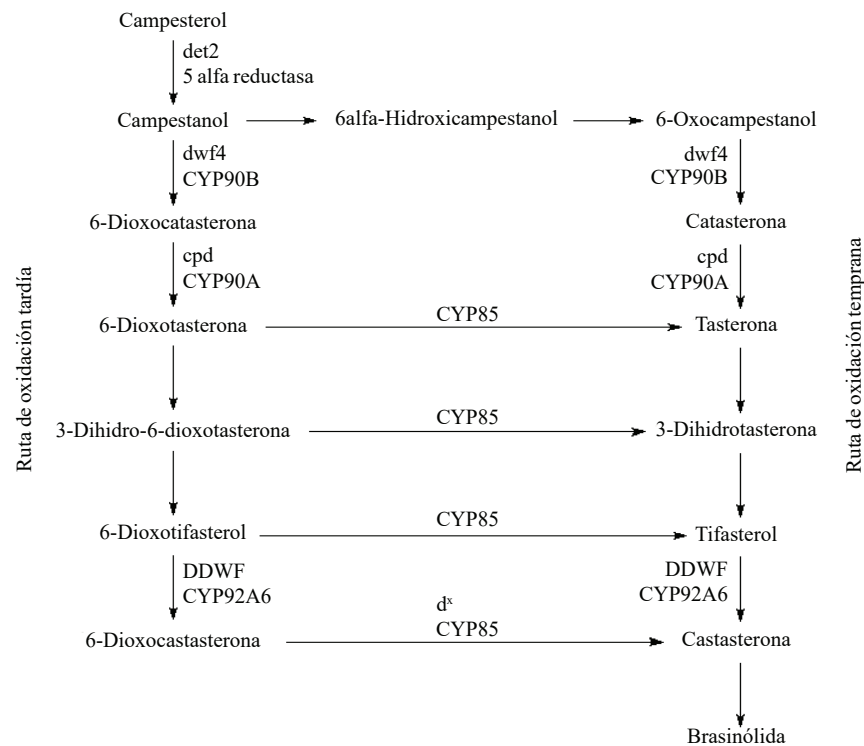 Campesterol
det2
5 alfa reductasa
Campestanol
6alfa-Hidroxicampestanol
6-Oxocampestanol
dwf4
CYP90B
dwf4
CYP90B
6-Dioxocatasterona
Catasterona
cpd
CYP90A
cpd
CYP90A
Ruta de oxidación tardía
Ruta de oxidación temprana
6-Dioxotasterona
CYP85
Tasterona
3-Dihidro-6-dioxotasterona
CYP85
3-Dihidrotasterona
6-Dioxotifasterol
CYP85
Tifasterol
DDWF
CYP92A6
DDWF
CYP92A6
6-Dioxocastasterona
dˣ
CYP85
Castasterona
Brasinólida